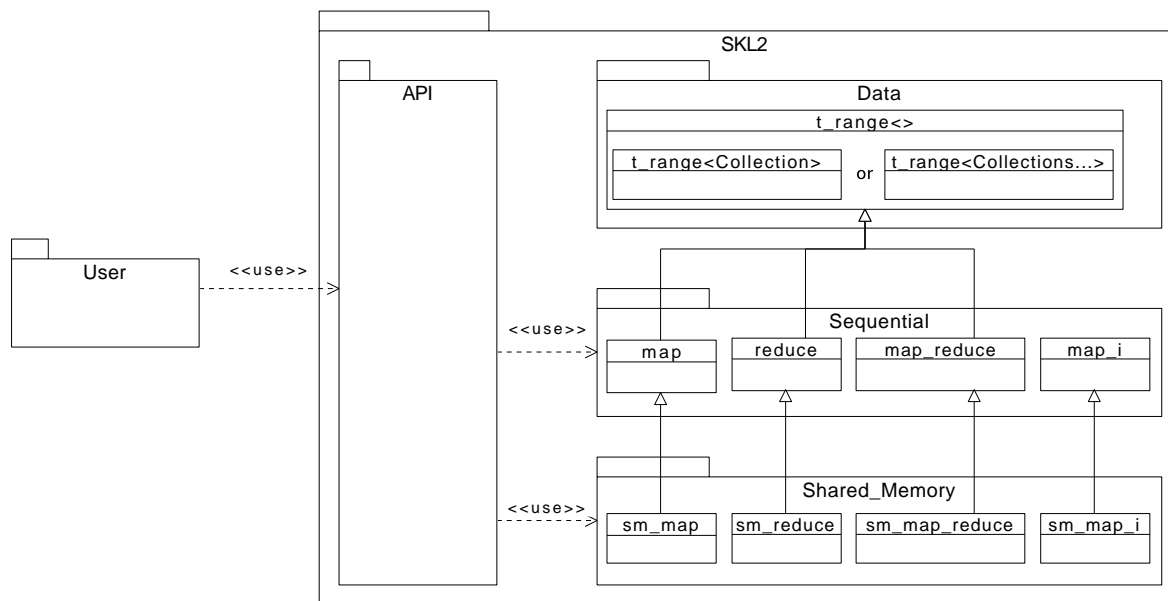 SKL2
API
Data
t_range<>
t_range<Collection>
or
t_range<Collections...>
User
<<use>>
<<use>>
Sequential
map
reduce
map_reduce
map_i
<<use>>
Shared_Memory
sm_map
sm_reduce
sm_map_reduce
sm_map_i